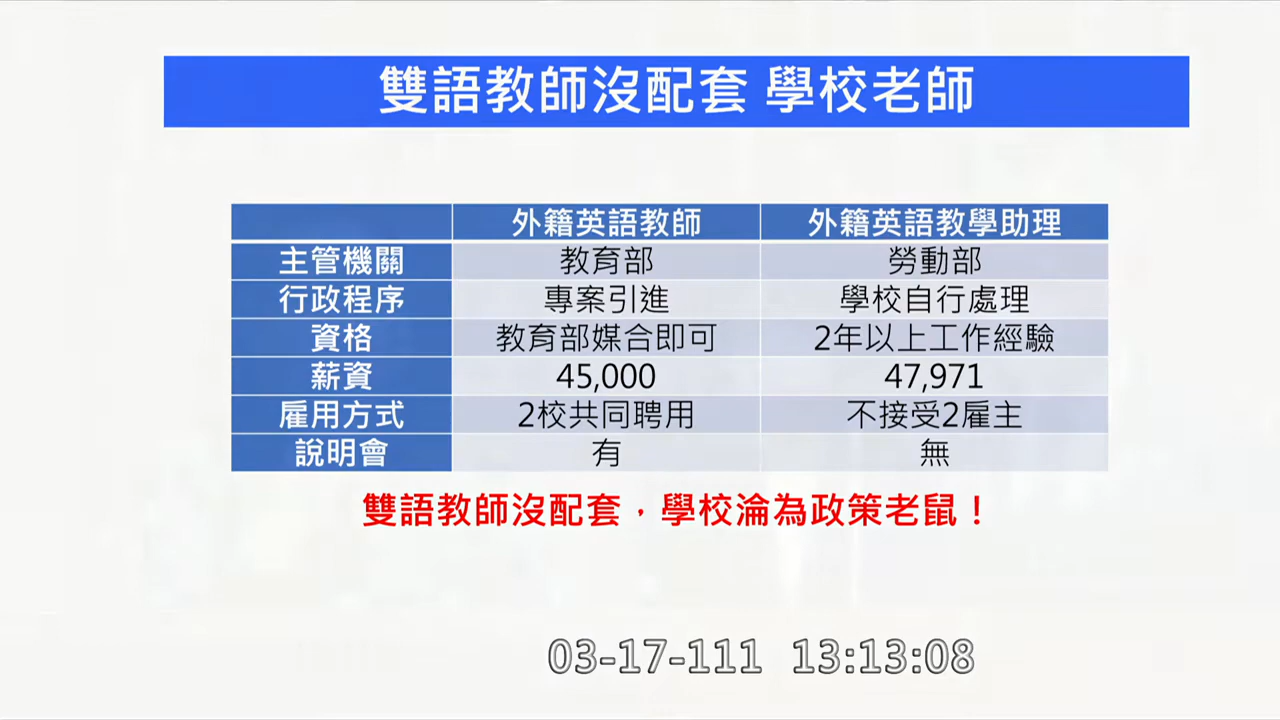 雙語教師沒配套 學校老師
外籍英語教師 外籍英語教學助理
主管機關 教育部 勞動部
行政程序 專案引進 學校自行處理
資格 教育部媒合即可 2年以上工作經驗
薪資 45,000 47,971
雇用方式 2校共同聘用 不接受2雇主
說明會 有 無
雙語教師沒配套，學校淪為政策老鼠！
03-17-111 13:13:08